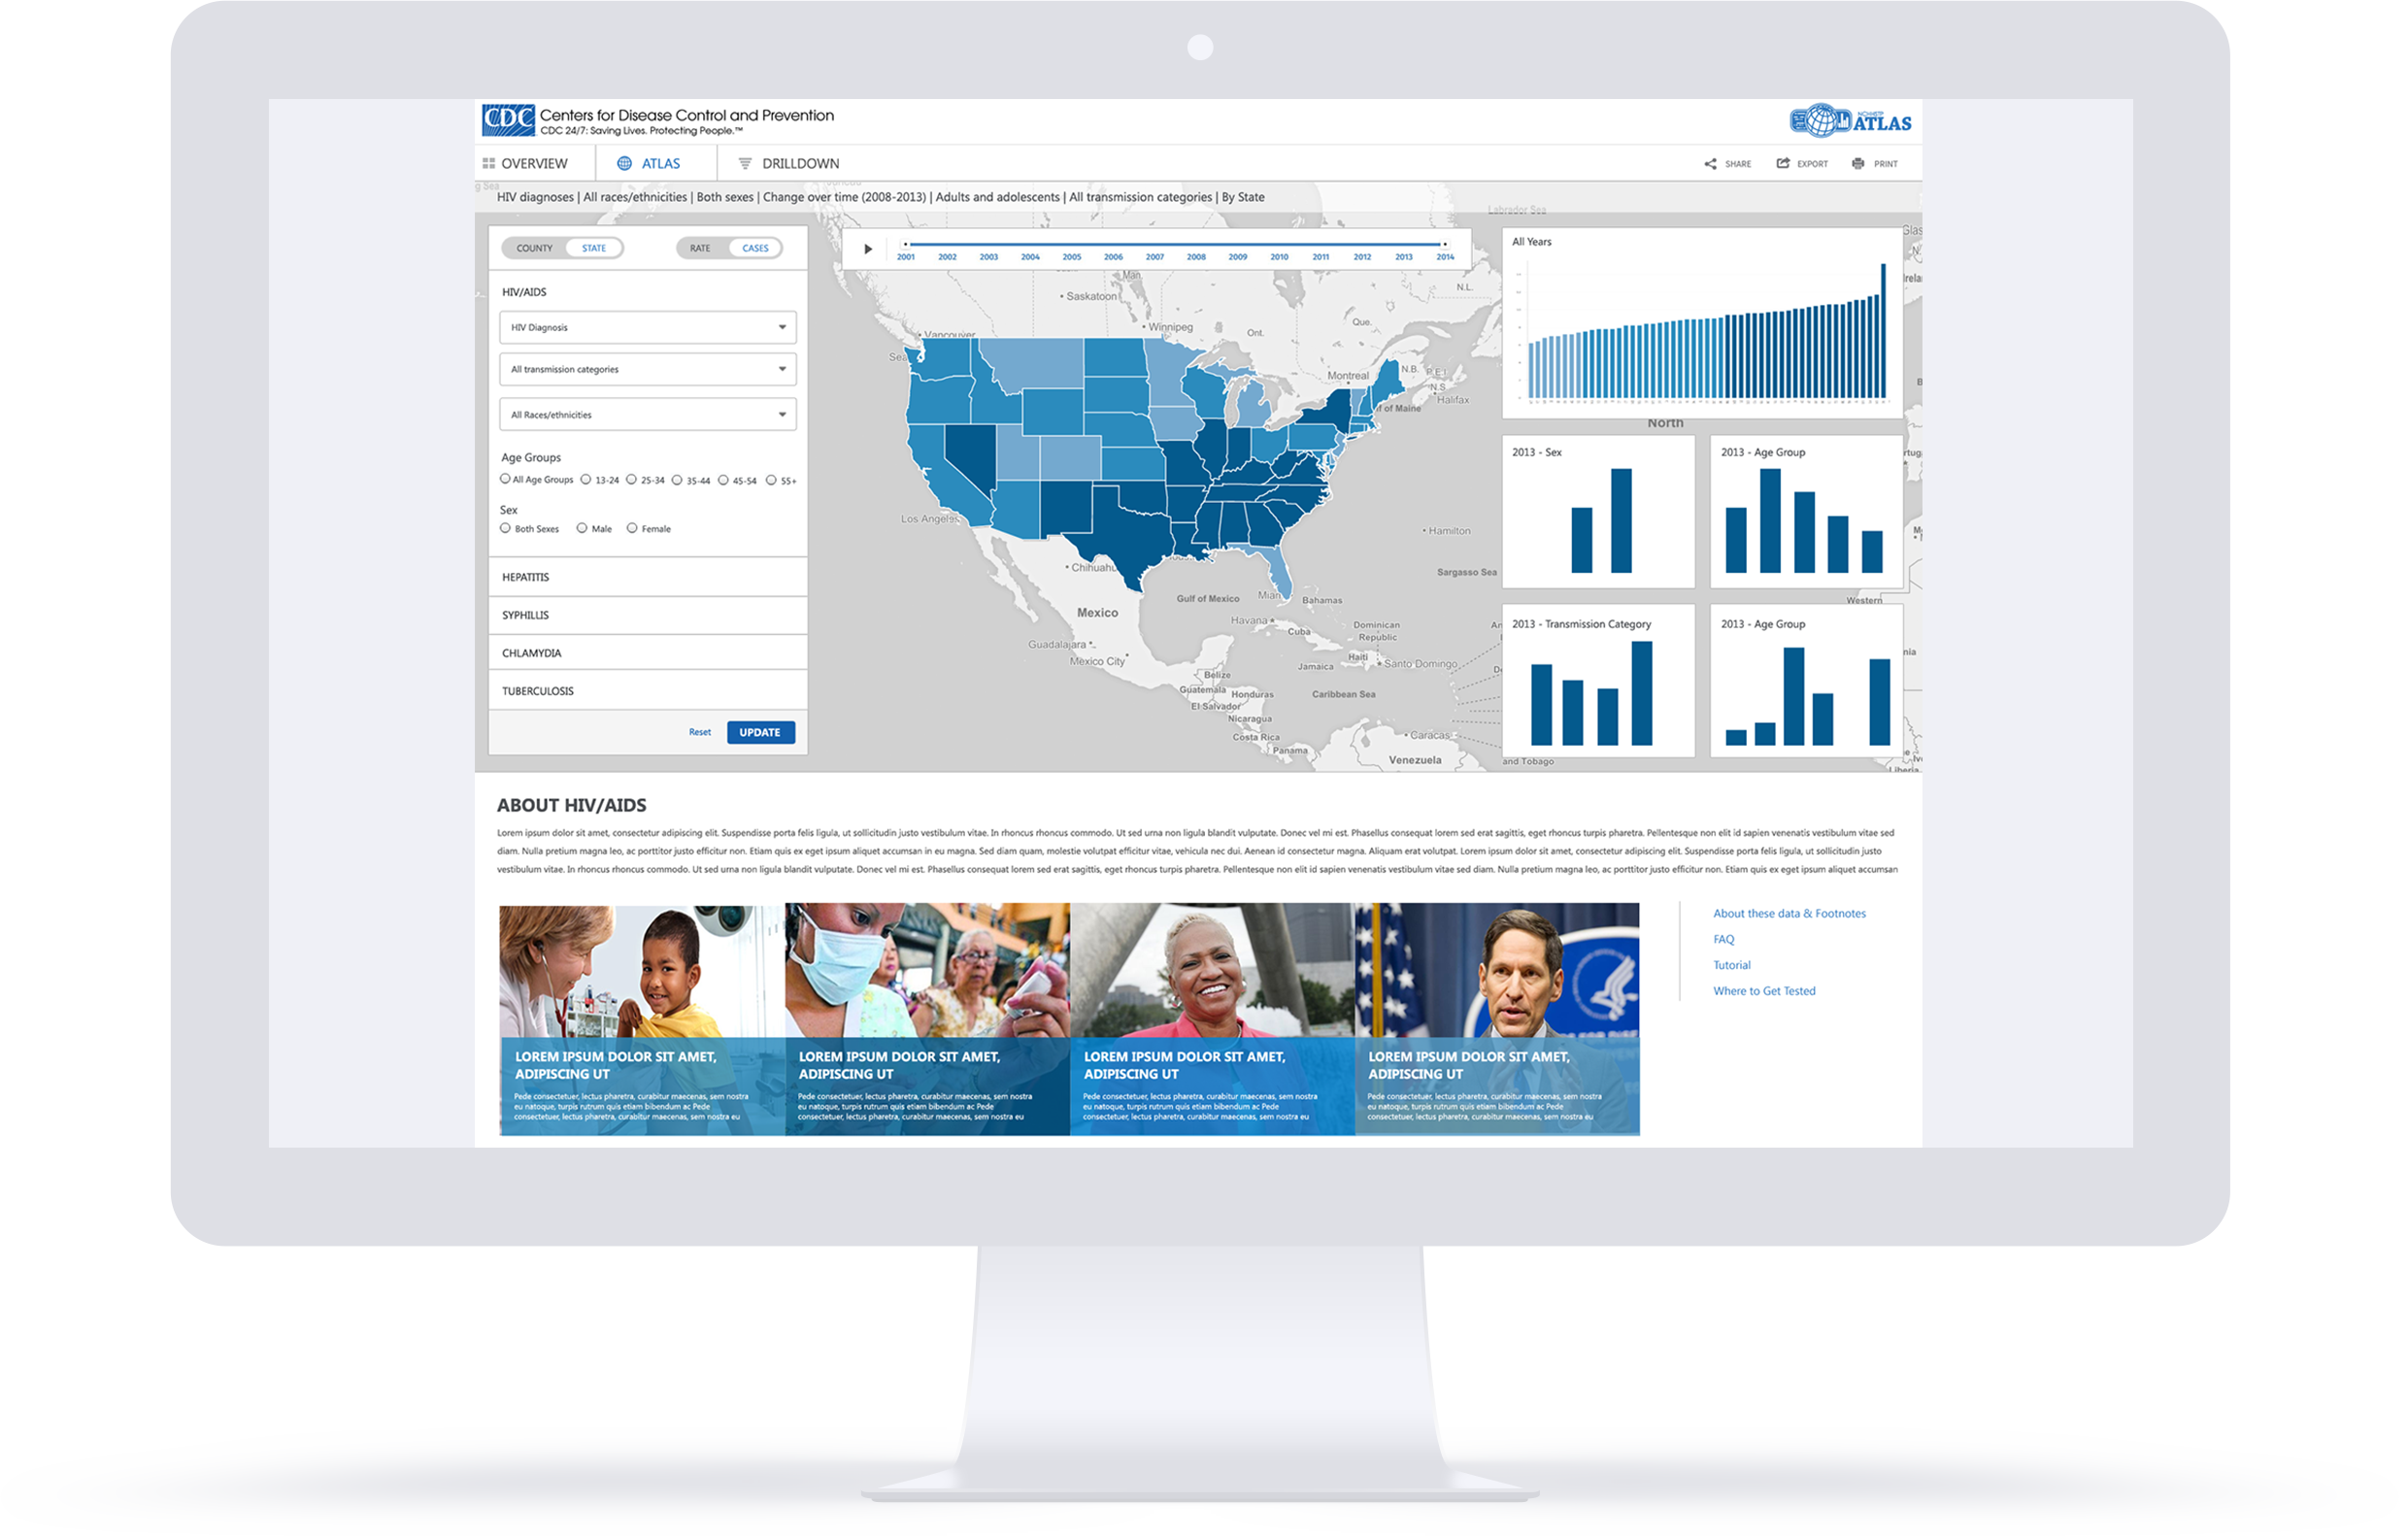 CDC Centers for Disease Control and Prevention
CDC 24/7: Saving Lives. Protecting People.™
ATLAS
OVERVIEW
ATLAS
DRILLDOWN
SHARE
EXPORT
PRINT
g Sea
HIV diagnoses | All races/ethnicities | Both sexes | Change over time (2008-2013) | Adults and adolescents | All transmission categories | By State
Labrador Sea
COUNTY
STATE
RATE
CASES
HIV/AIDS
HIV Diagnosis
All transmission categories
All Races/ethnicities
Age Groups
All Age Groups 13-24 25-34 35-44 45-54 55+
Sex
Both Sexes Male Female
HEPATITIS
SYPHILLIS
CHLAMYDIA
TUBERCULOSIS
Reset
UPDATE
2001 2002 2003 2004 2005 2006 2007 2008 2009 2010 2011 2012 2013 2014
Man.
Saskatoon
N.L.
Winnipeg
Ont.
Que.
Vancouver
Sea
Montreal
N.B.
P.E.I.
N.S.
Halifax
lf of Maine
Los Angeles
Hamilton
Chihuahu
Sargasso Sea
Mexico
Gulf of Mexico
Miam
Bahamas
Havana
Cuba
Dominican
Republic
Guadalajara
Mexico City
Haiti
Jamaica
Santo Domingo
Belize
Guatemala
Honduras
Caribbean Sea
El Salvador
Nicaragua
Costa Rica
Panama
Caracas
Venezuela
and Tobago
All Years
Glas
Irela
North
2013 - Sex
2013 - Age Group
rtug
Western
2013 - Transmission Category
2013 - Age Group
nia
Liberia
ABOUT HIV/AIDS
Lorem ipsum dolor sit amet, consectetur adipiscing elit. Suspendisse porta felis ligula, ut sollicitudin justo vestibulum vitae. In rhoncus rhoncus commodo. Ut sed urna non ligula blandit vulputate. Donec vel mi est. Phasellus consequat lorem sed erat sagittis, eget rhoncus turpis pharetra. Pellentesque non elit id sapien venenatis vestibulum vitae sed
diam. Nulla pretium magna leo, ac porttitor justo efficitur non. Etiam quis ex eget ipsum aliquet accumsan in eu magna. Sed diam quam, molestie volutpat efficitur vitae, vehicula nec dui. Aenean id consectetur magna. Aliquam erat volutpat. Lorem ipsum dolor sit amet, consectetur adipiscing elit. Suspendisse porta felis ligula, ut sollicitudin justo
vestibulum vitae. In rhoncus rhoncus commodo. Ut sed urna non ligula blandit vulputate. Donec vel mi est. Phasellus consequat lorem sed erat sagittis, eget rhoncus turpis pharetra. Pellentesque non elit id sapien venenatis vestibulum vitae sed diam. Nulla pretium magna leo, ac porttitor justo efficitur non. Etiam quis ex eget ipsum aliquet accumsan
LOREM IPSUM DOLOR SIT AMET,
ADIPISCING UT
Pede consectetuer, lectus pharetra, curabitur maecenas, sem nostra
eu natoque, turpis rutrum quis etiam bibendum ac Pede
consectetuer, lectus pharetra, curabitur maecenas, sem nostra eu
LOREM IPSUM DOLOR SIT AMET,
ADIPISCING UT
Pede consectetuer, lectus pharetra, curabitur maecenas, sem nostra
eu natoque, turpis rutrum quis etiam bibendum ac Pede
consectetuer, lectus pharetra, curabitur maecenas, sem nostra eu
LOREM IPSUM DOLOR SIT AMET,
ADIPISCING UT
Pede consectetuer, lectus pharetra, curabitur maecenas, sem nostra
eu natoque, turpis rutrum quis etiam bibendum ac Pede
consectetuer, lectus pharetra, curabitur maecenas, sem nostra eu
LOREM IPSUM DOLOR SIT AMET,
ADIPISCING UT
Pede consectetuer, lectus pharetra, curabitur maecenas, sem nostra
eu natoque, turpis rutrum quis etiam bibendum ac Pede
consectetuer, lectus pharetra, curabitur maecenas, sem nostra eu
About these data & Footnotes
FAQ
Tutorial
Where to Get Tested